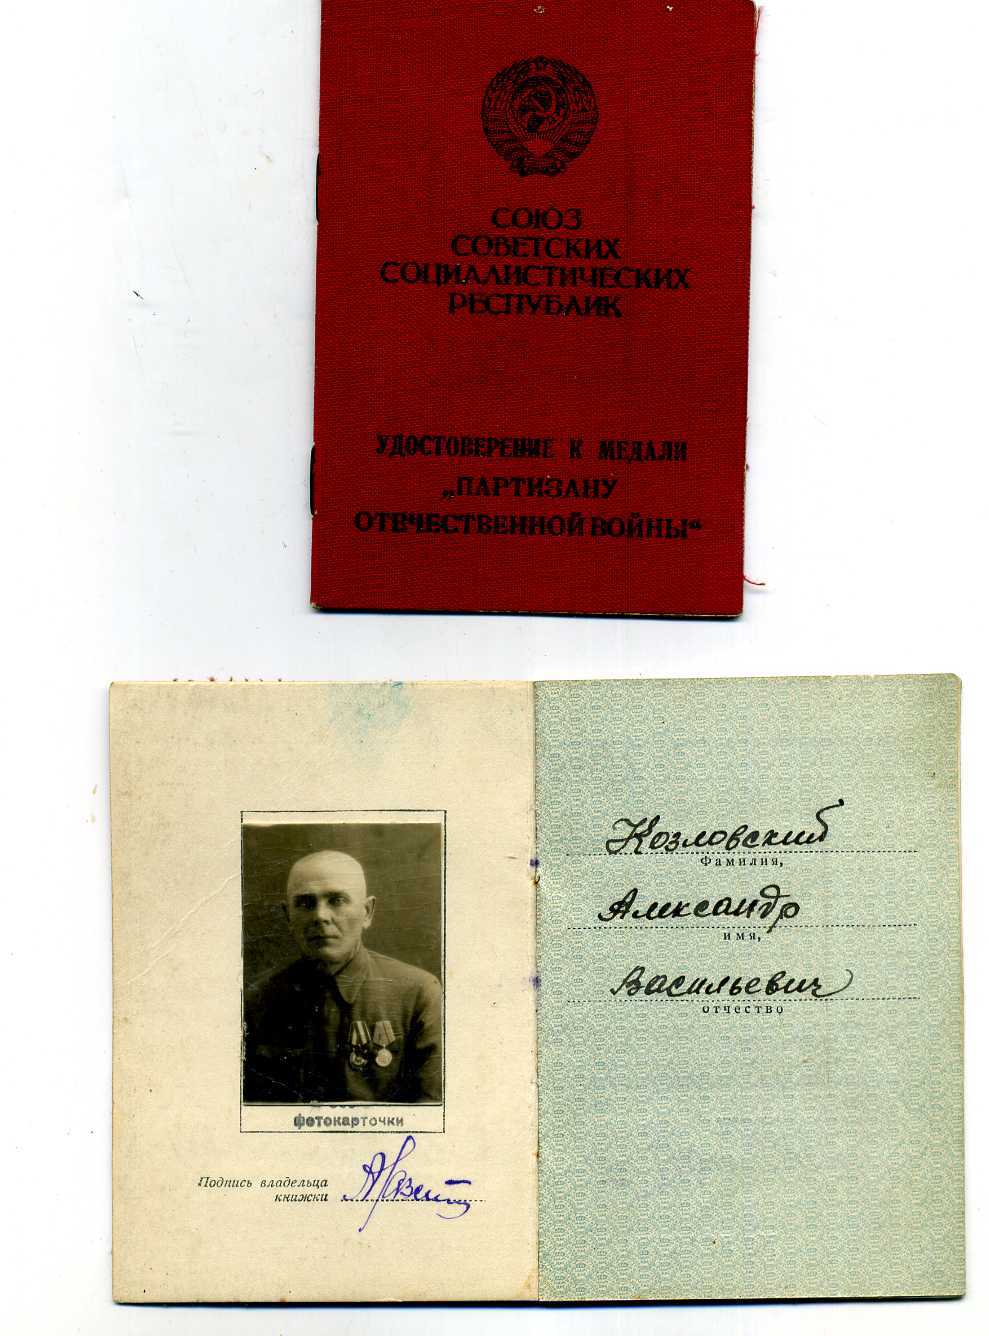 СОЮЗ
СОВЕТСКИХ
СОЦИАЛИСТИЧЕСКИХ
РЕСПУБЛИК
УДОСТОВЕРЕНИЕ К МЕДАЛИ
„ПАРТИЗАНУ
ОТЕЧЕСТВЕННОЙ ВОЙНЫ“
фотокарточки
Подпись владельца
книжки
Козловский
Фамилия,
Александр
имя,
Васильевич
отчество